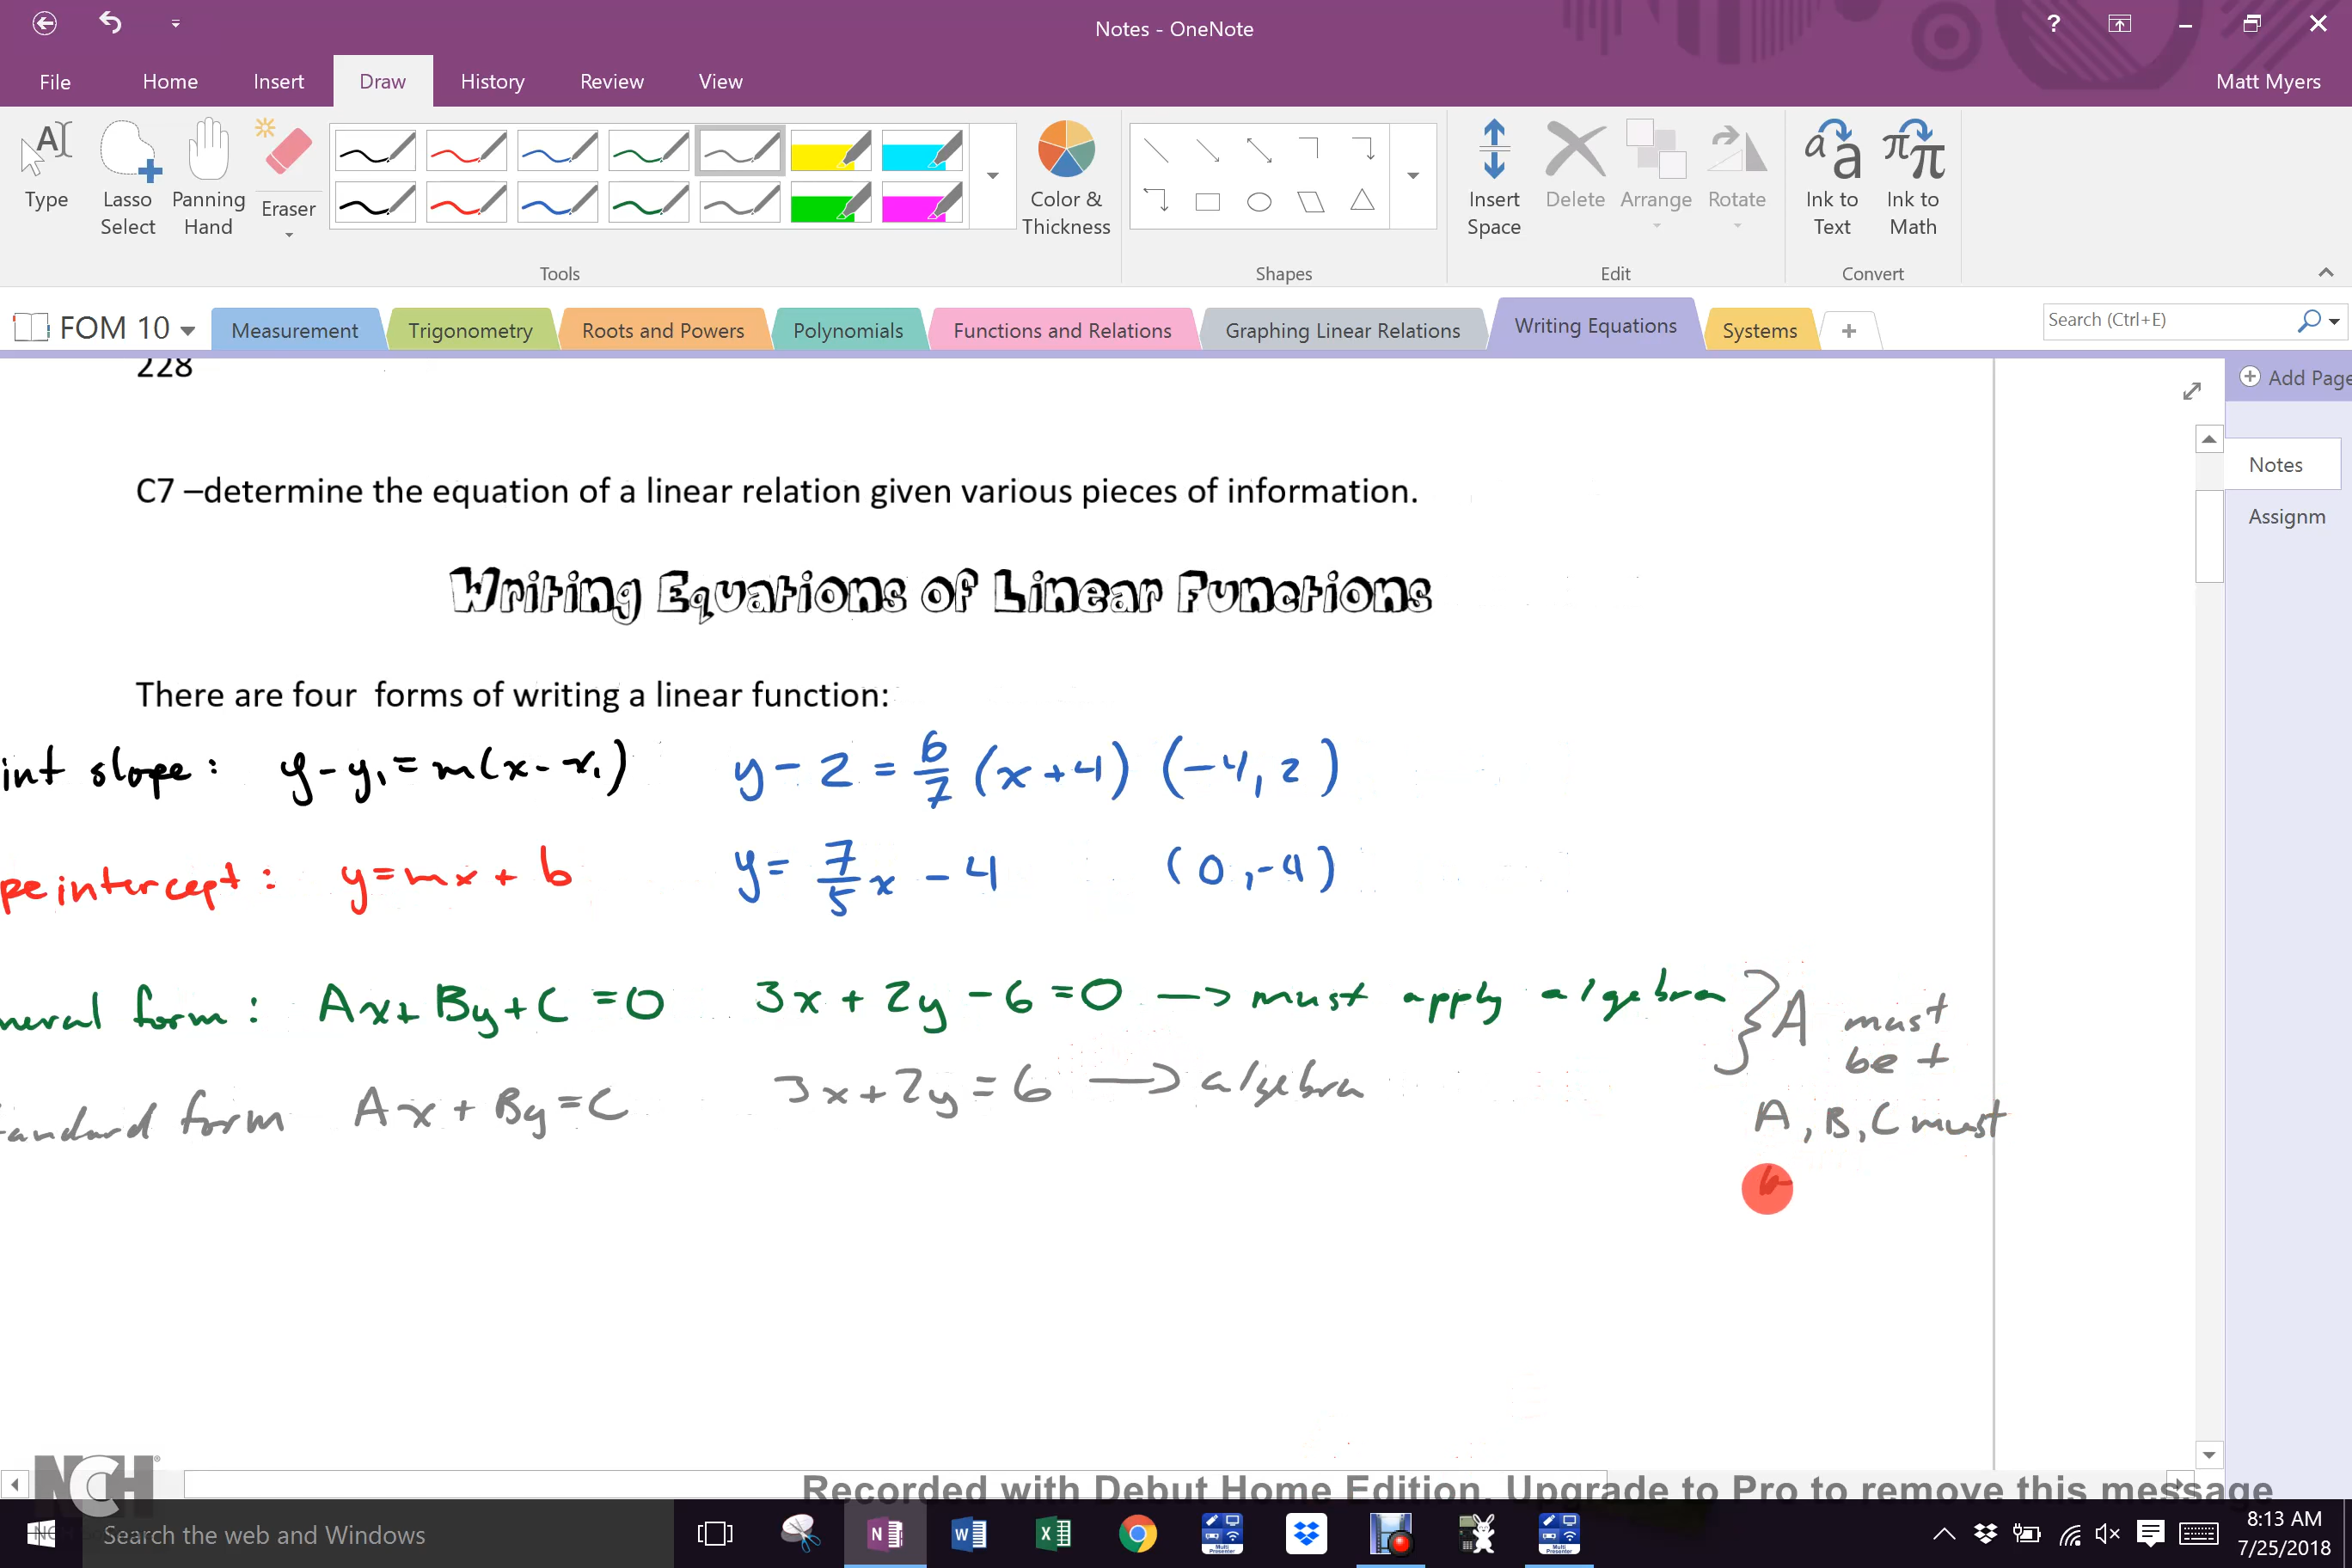 Notes - OneNote
?
File Home Insert Draw History Review View Matt Myers
Type
Lasso Select
Panning Hand
Eraser
Color & Thickness
Insert Space
Delete
Arrange
Rotate
Ink to Text
Ink to Math
Tools Shapes Edit Convert
FOM 10 Measurement Trigonometry Roots and Powers Polynomials Functions and Relations Graphing Linear Relations Writing Equations Systems + Search (Ctrl+E)
228
Add Page
Notes
Assignm
C7 –determine the equation of a linear relation given various pieces of information.
Writing Equations of Linear Functions
There are four forms of writing a linear function:
int slope: y-y₁=m(x-x₁) y-2=6/7(x+4) (-4,2)
pe intercept: y=mx+b y=7/5x-4 (0,-4)
neral form: Ax+By+C=0 3x+2y-6=0 → must apply algebra } A must be +
tandard form Ax+By=C 3x+2y=6 → algebra
A, B, C must
NCH
Recorded with Debut Home Edition. Upgrade to Pro to remove this message
Search the web and Windows
8:13 AM
7/25/2018